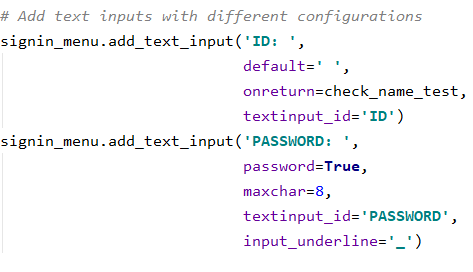 # Add text inputs with different configurations
signin_menu.add_text_input('ID: ',
default=' ',
onreturn=check_name_test,
textinput_id='ID')
signin_menu.add_text_input('PASSWORD: ',
password=True,
maxchar=8,
textinput_id='PASSWORD',
input_underline='_')